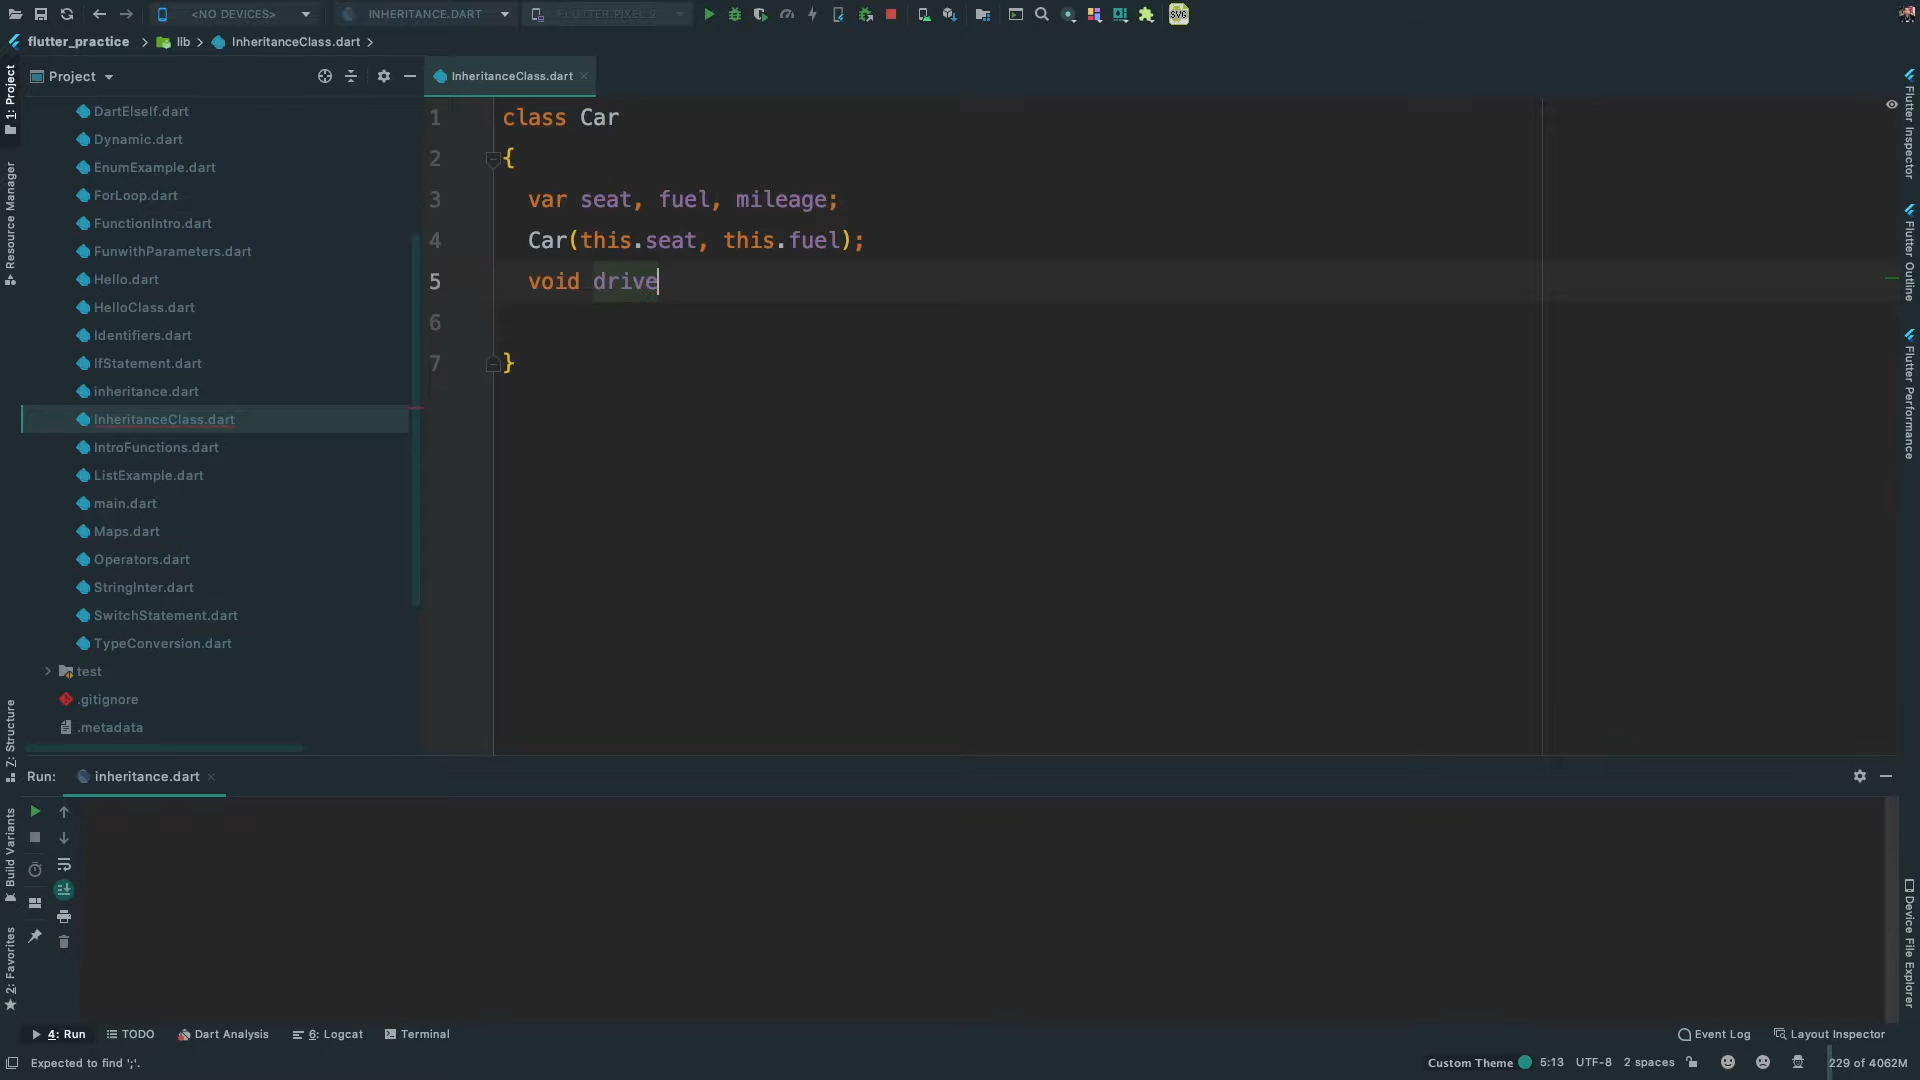 <NO DEVICES>
INHERITANCE.DART
FLUTTER PIXEL 2
SVG
flutter_practice
lib
InheritanceClass.dart
1: Project
Resource Manager
Z: Structure
Build Variants
2: Favorites
Project
DartElself.dart
Dynamic.dart
EnumExample.dart
ForLoop.dart
FunctionIntro.dart
FunwithParameters.dart
Hello.dart
HelloClass.dart
Identifiers.dart
IfStatement.dart
inheritance.dart
InheritanceClass.dart
IntroFunctions.dart
ListExample.dart
main.dart
Maps.dart
Operators.dart
StringInter.dart
SwitchStatement.dart
TypeConversion.dart
test
.gitignore
.metadata
InheritanceClass.dart
1 class Car
2 {
3 var seat, fuel, mileage;
4 Car(this.seat, this.fuel);
5 void drive
6
7 }
Flutter Inspector
Flutter Outline
Flutter Performance
Device File Explorer
Run:
inheritance.dart
4: Run
TODO
Dart Analysis
6: Logcat
Terminal
Event Log
Layout Inspector
Expected to find ';'.
Custom Theme
5:13
UTF-8
2 spaces
229 of 4062M